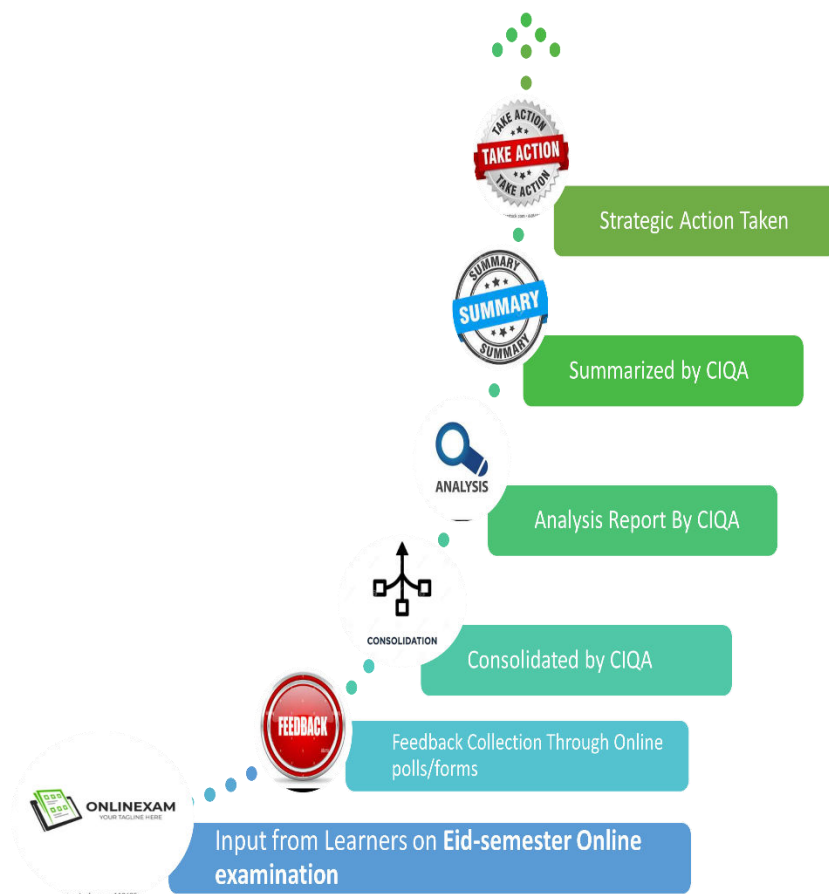 TAKE ACTION
TAKE ACTION
TAKE ACTION
Strategic Action Taken
SUMMARY
SUMMARY
SUMMARY
Summarized by CIQA
ANALYSIS
Analysis Report By CIQA
CONSOLIDATION
Consolidated by CIQA
FEEDBACK
Feedback Collection Through Online
polls/forms
ONLINEXAM
YOUR TAGLINE HERE
Input from Learners on Eid-semester Online
examination